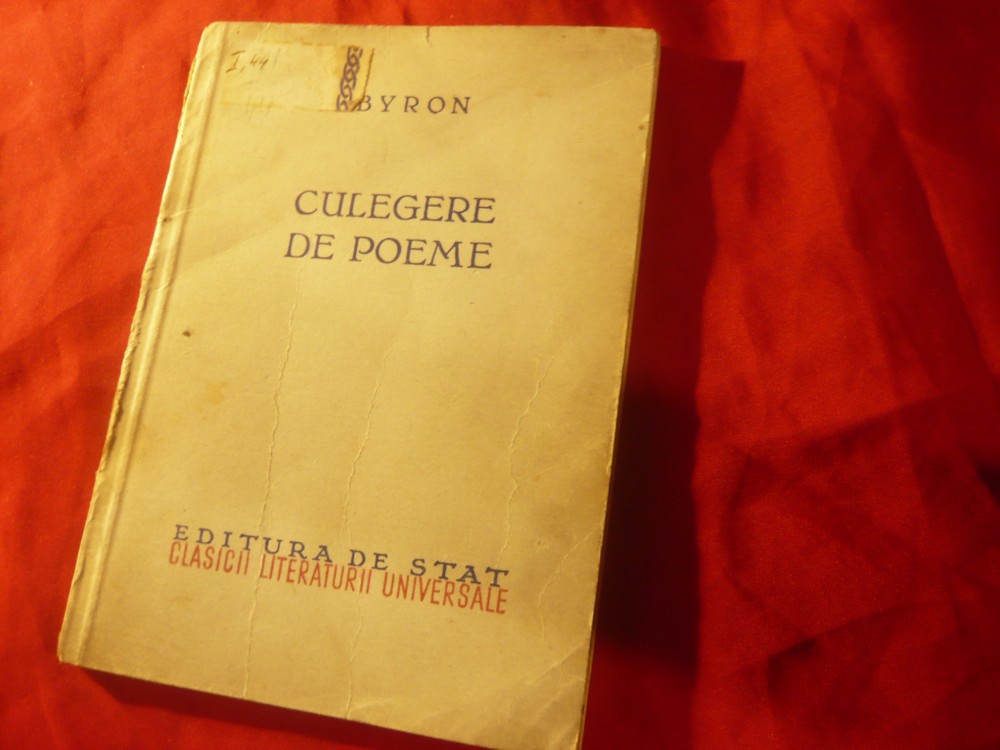 I,44
BYRON
CULEGERE
DE POEME
EDITURA DE STAT
CLASICII LITERATURII UNIVERSALE